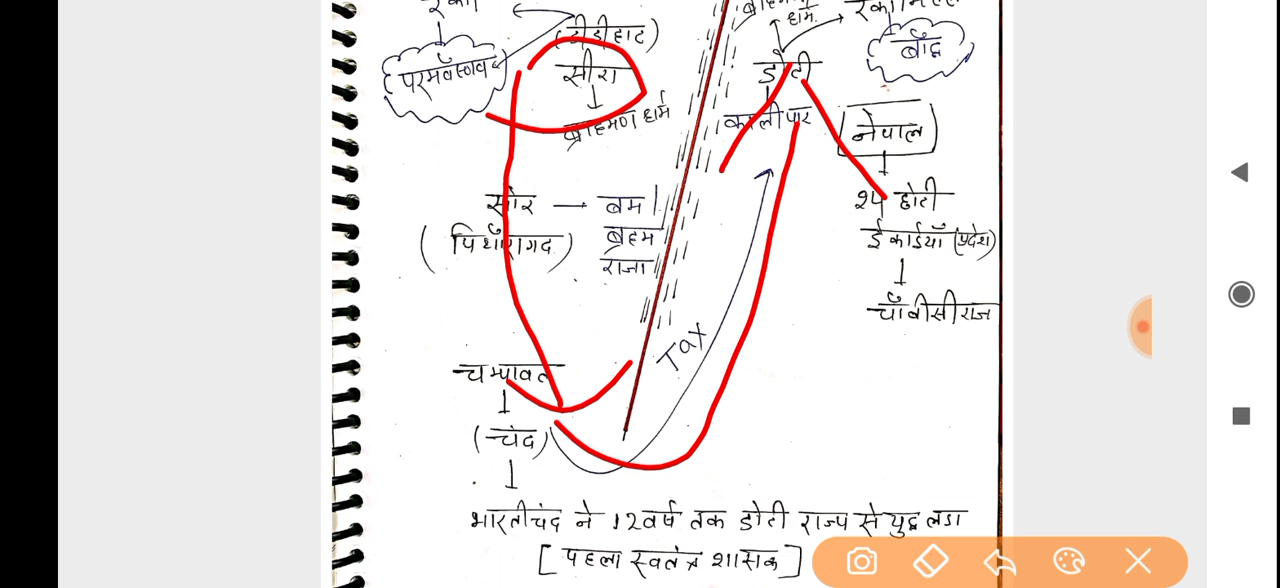 (डीडीहाट)
परमवैष्णव
सीरा
ब्राह्मण धर्म
सोर → बम
(पिथौरागढ) ब्रह्म
राजा
चम्पावत
(चंद)
Tax
धर्म
बौद्ध
डोटी
कालीपार
नेपाल
24 डोटी
ईकाईयाँ (प्रदेश)
चौबीसी राज
भारतीचंद ने 12 वर्ष तक डोटी राज्य से युद्ध लडा
[पहला स्वतंत्र शासक]